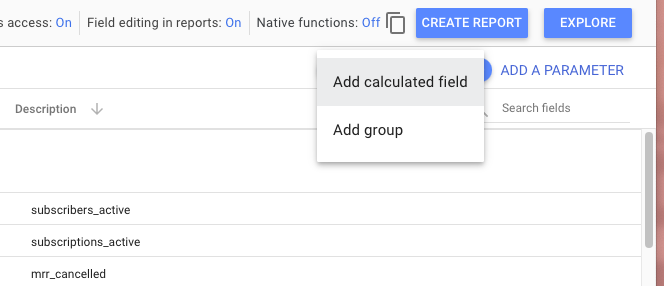 s access: On Field editing in reports: On Native functions: Off CREATE REPORT EXPLORE
Add calculated field
ADD A PARAMETER
Description
Search fields
Add group
subscribers_active
subscriptions_active
mrr_cancelled